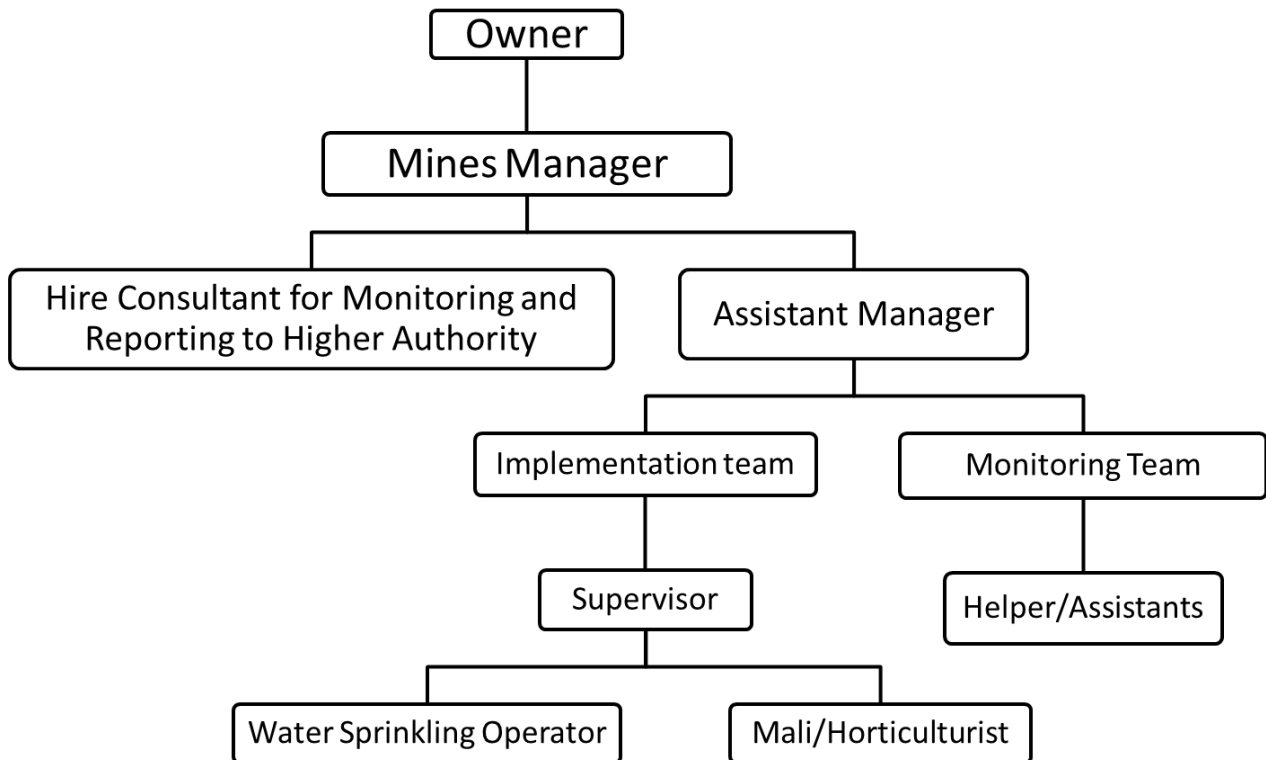 Owner
Mines Manager
Hire Consultant for Monitoring and
Reporting to Higher Authority
Assistant Manager
Implementation team
Monitoring Team
Supervisor
Helper/Assistants
Water Sprinkling Operator
Mali/Horticulturist